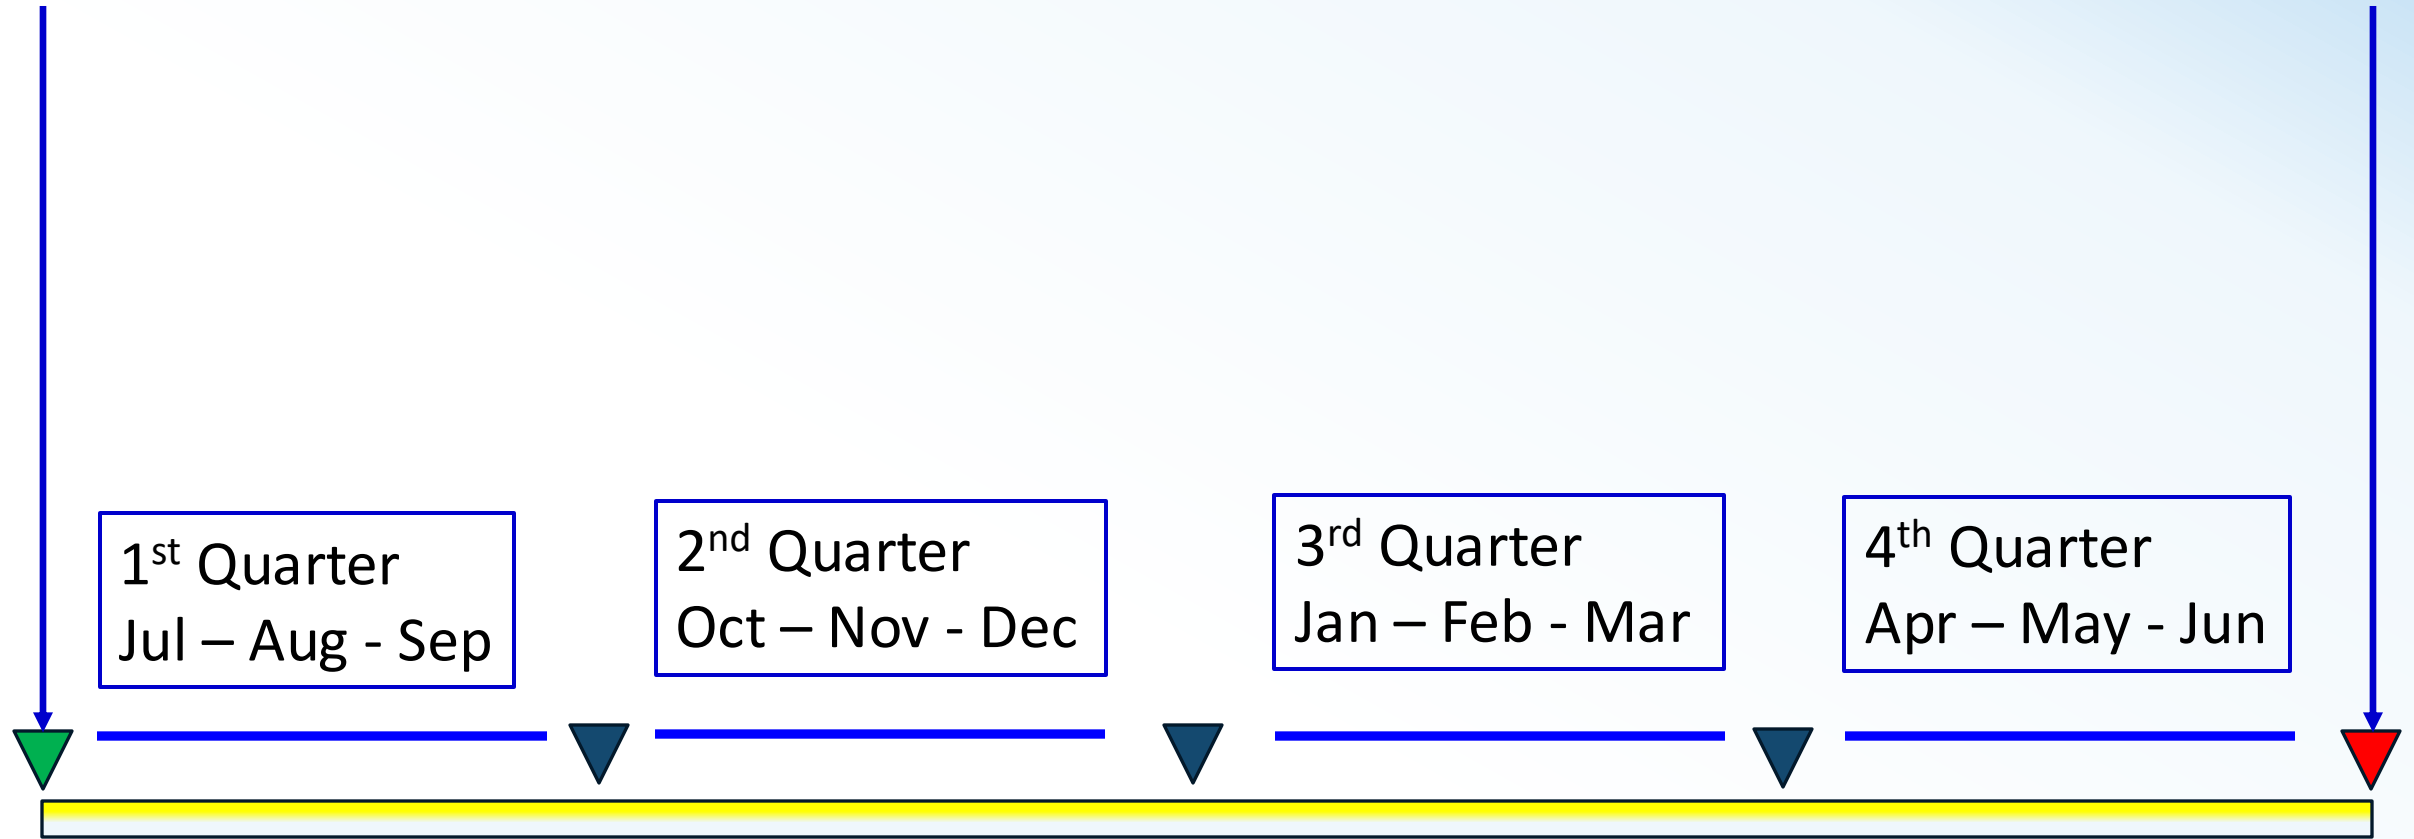 1st Quarter
Jul – Aug - Sep
2nd Quarter
Oct – Nov - Dec
3rd Quarter
Jan – Feb - Mar
4th Quarter
Apr – May - Jun